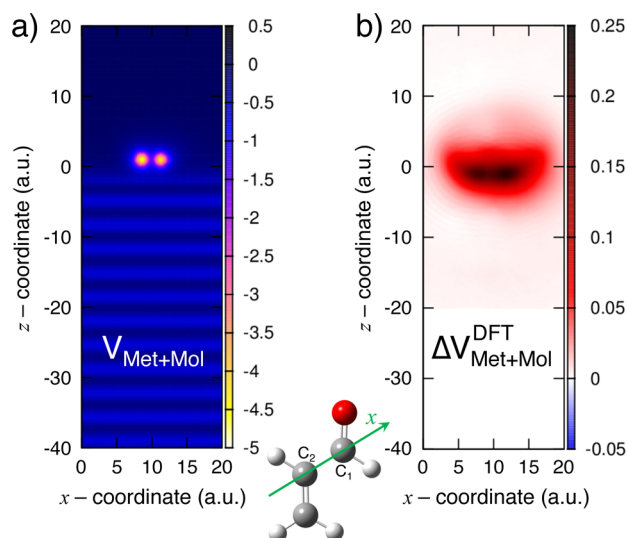 a)
20
10
0
-10
-20
-30
-40
0 5 10 15 20
z – coordinate (a.u.)
x – coordinate (a.u.)
V Met+Mol
0.5
0
-0.5
-1
-1.5
-2
-2.5
-3
-3.5
-4
-4.5
-5
C2
C1
x
b)
20
10
0
-10
-20
-30
-40
0 5 10 15 20
z – coordinate (a.u.)
x – coordinate (a.u.)
ΔV DFT Met+Mol
0.25
0.2
0.15
0.1
0.05
0
-0.05